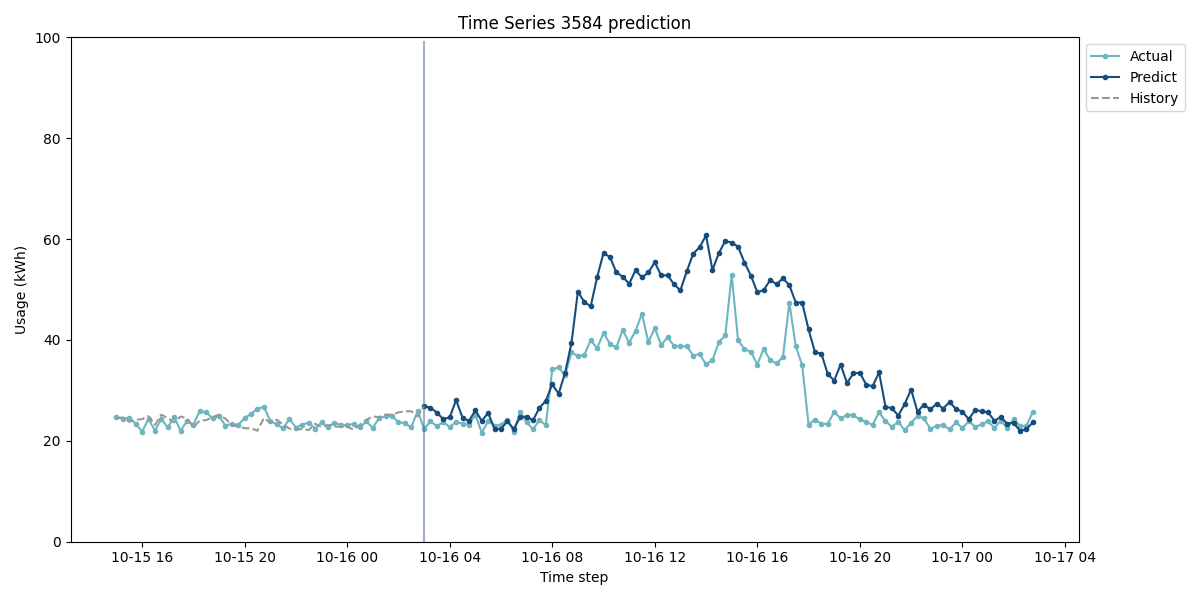 Time Series 3584 prediction
100
80
60
40
20
0
Usage (kWh)
10-15 16
10-15 20
10-16 00
10-16 04
10-16 08
10-16 12
10-16 16
10-16 20
10-17 00
10-17 04
Time step
Actual
Predict
History